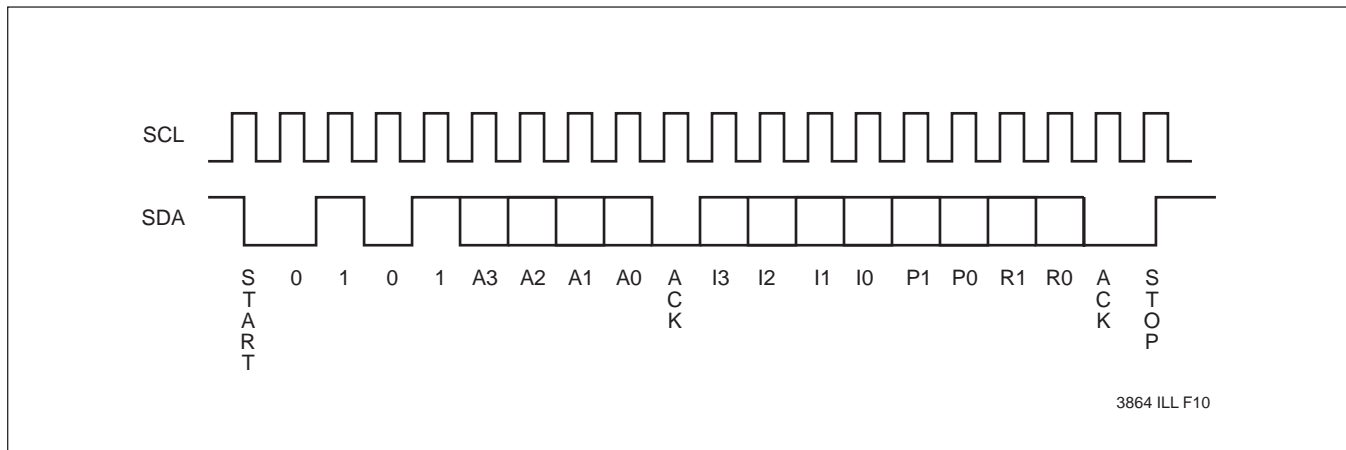 SCL
SDA
START 0 1 0 1 A3 A2 A1 A0 ACK I3 I2 I1 I0 P1 P0 R1 R0 ACK STOP
3864 ILL F10